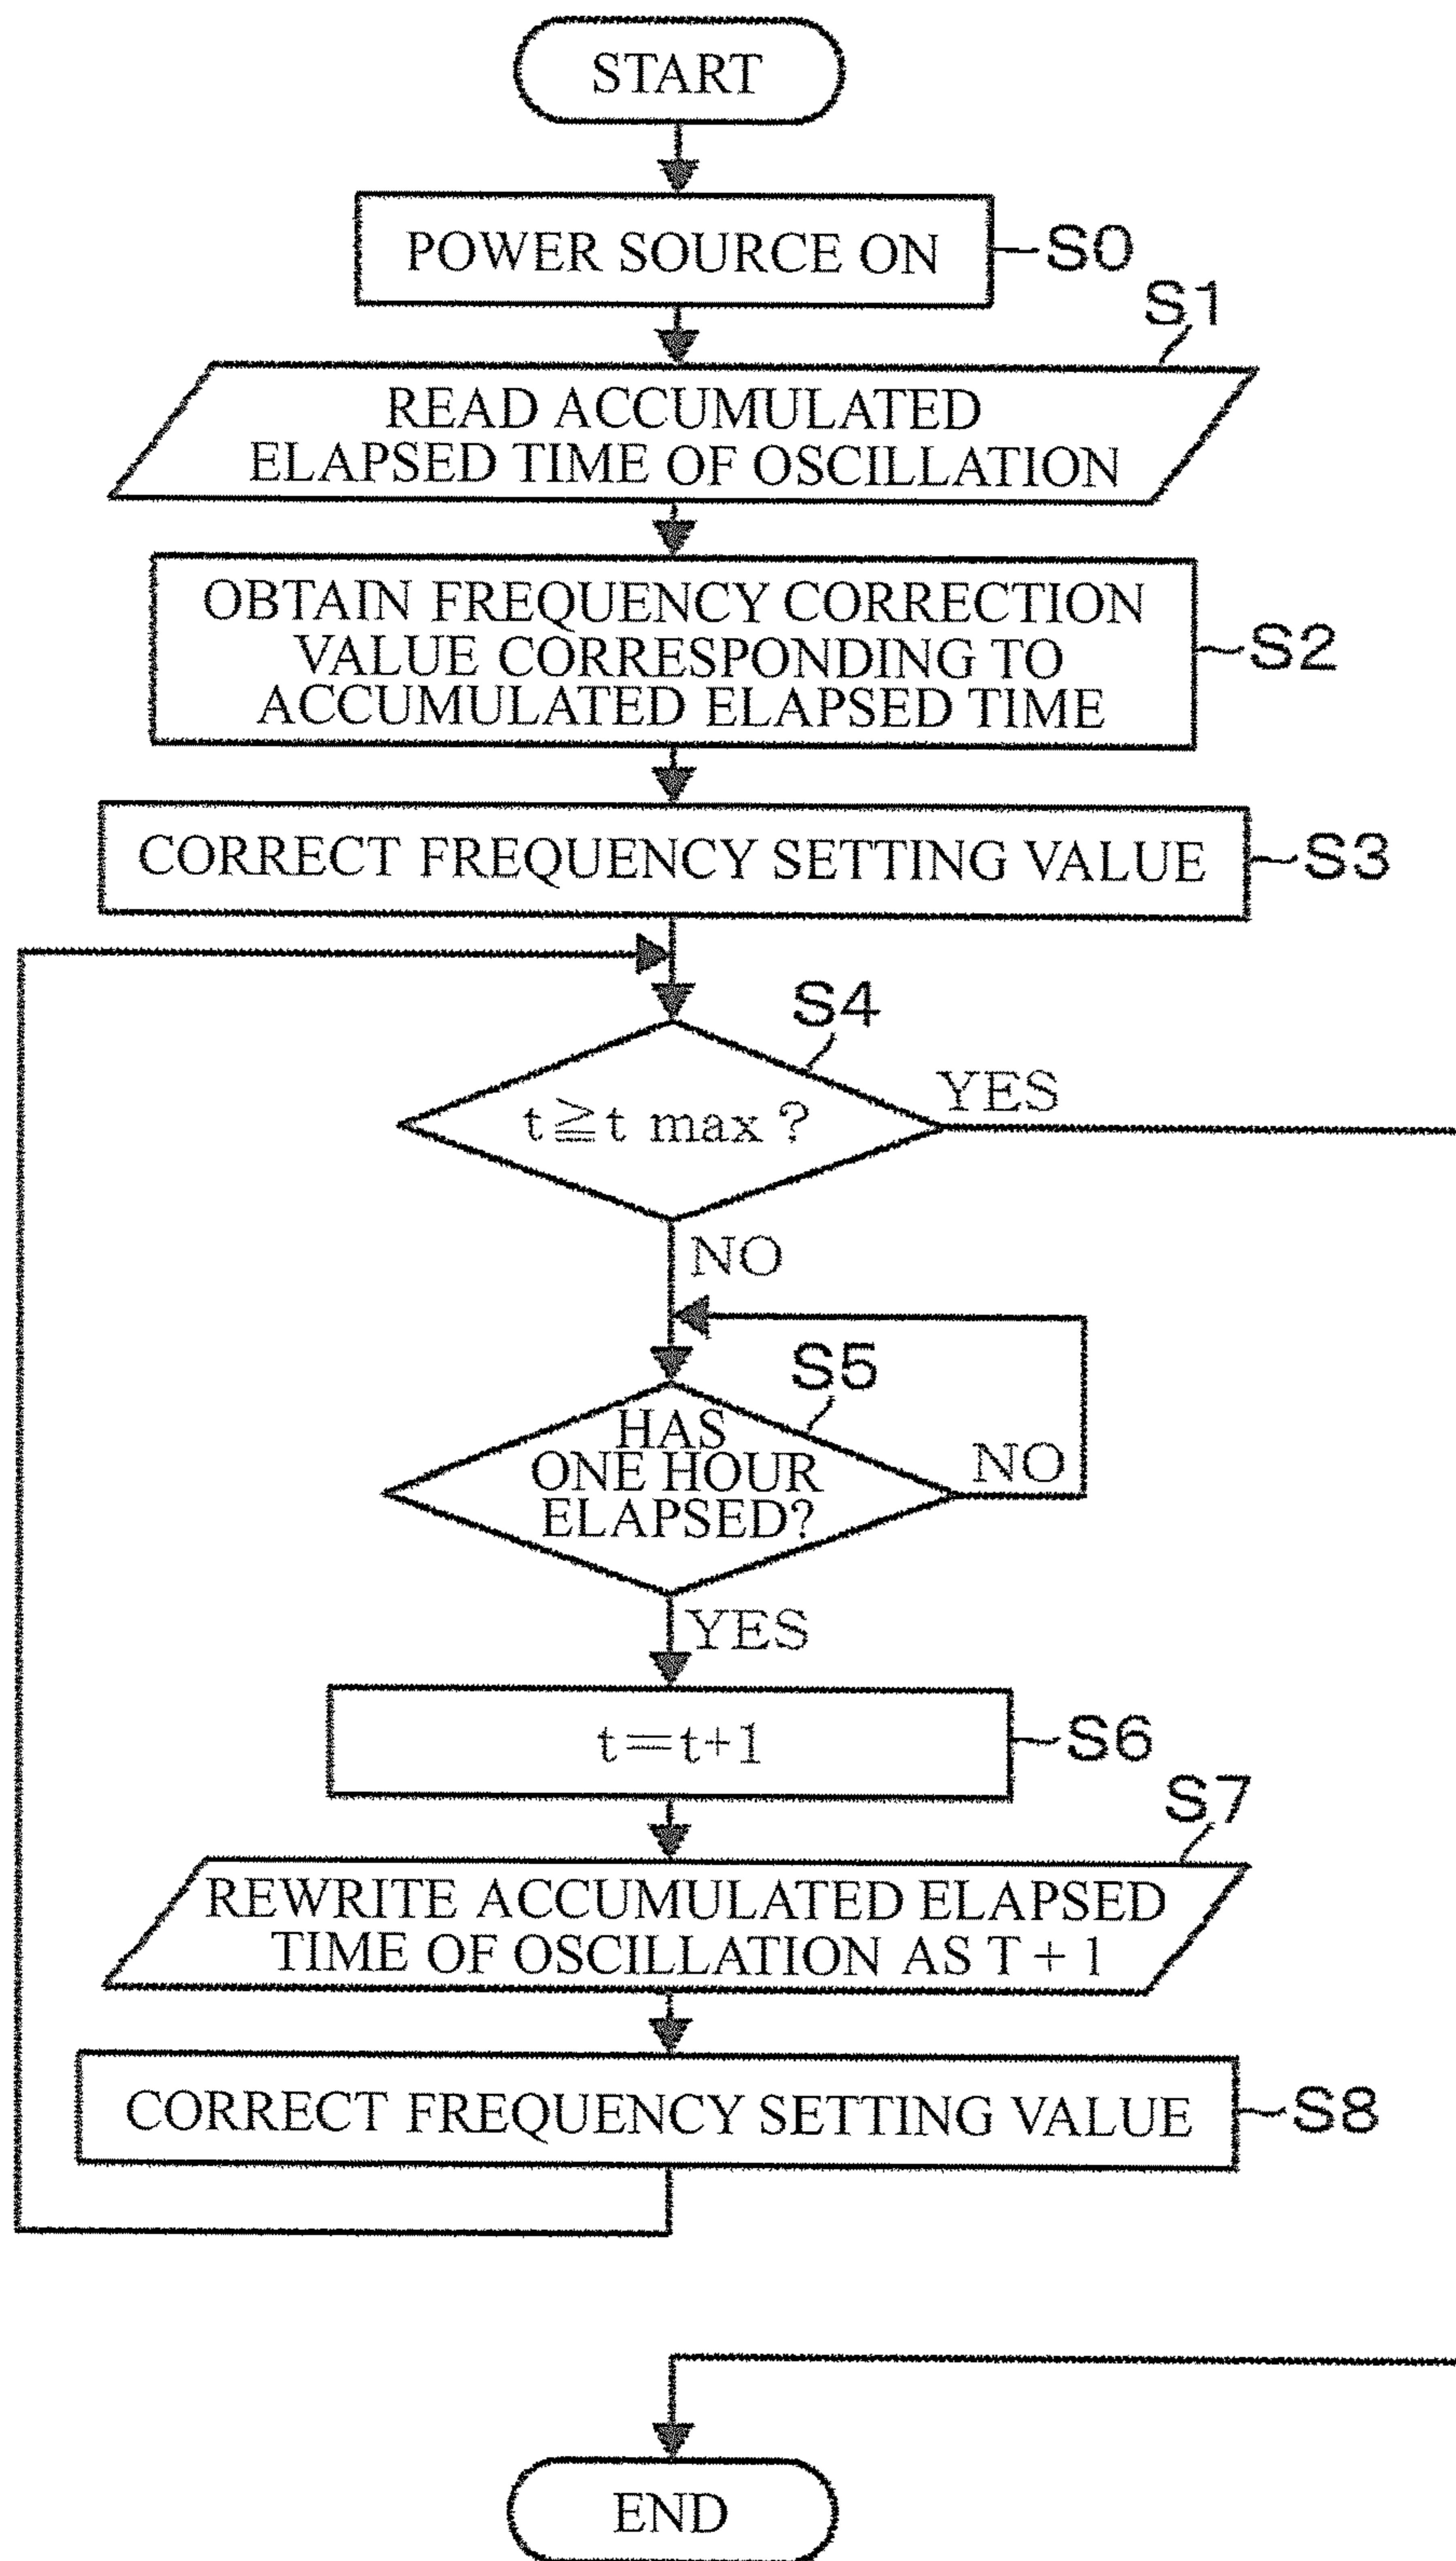 START
POWER SOURCE ON
S0
S1
READ ACCUMULATED
ELAPSED TIME OF OSCILLATION
OBTAIN FREQUENCY CORRECTION
VALUE CORRESPONDING TO
ACCUMULATED ELAPSED TIME
S2
CORRECT FREQUENCY SETTING VALUE
S3
S4
t≧t max ?
YES
NO
S5
HAS
ONE HOUR
ELAPSED?
NO
YES
t=t+1
S6
S7
REWRITE ACCUMULATED ELAPSED
TIME OF OSCILLATION AS T + 1
CORRECT FREQUENCY SETTING VALUE
S8
END